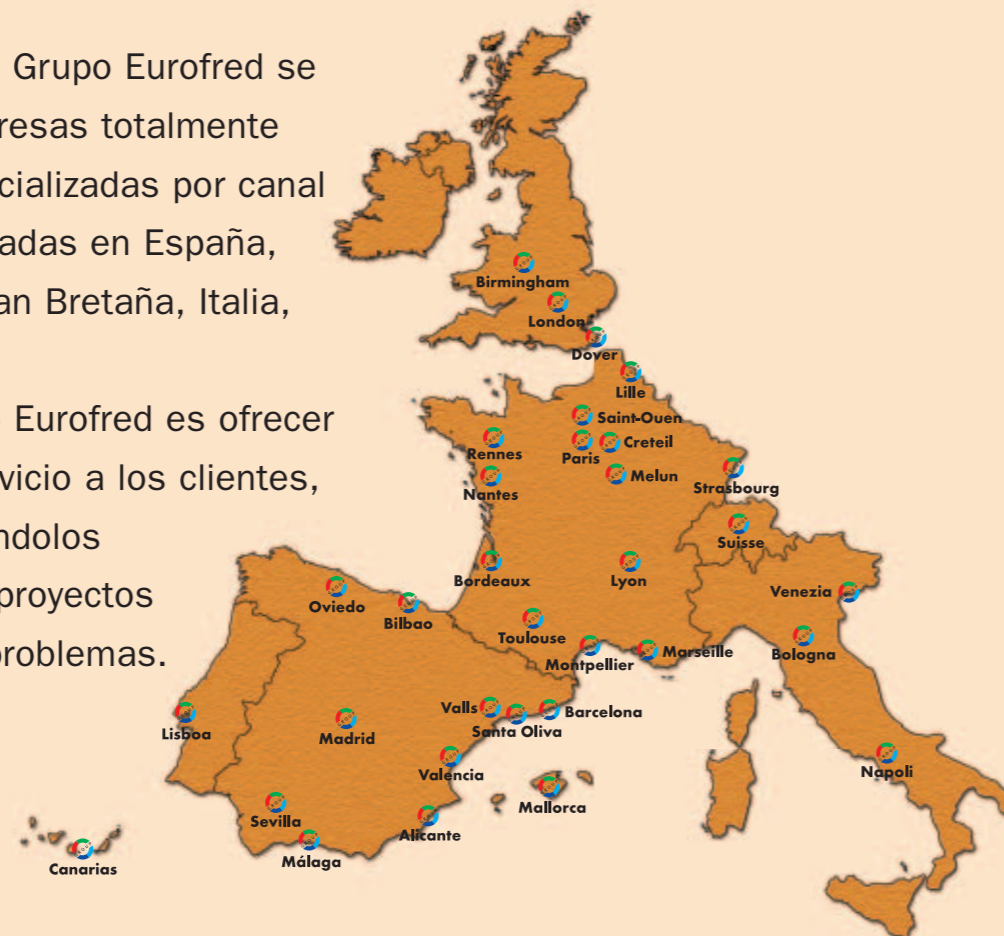 Grupo Eurofred se
resas totalmente
cializadas por canal
adas en España,
an Bretaña, Italia,
Eurofred es ofrecer
vicio a los clientes,
ndolos
proyectos
problemas.
Birmingham
London
Dover
Lille
Saint-Ouen
Rennes
Paris
Creteil
Nantes
Melun
Strasbourg
Suisse
Bordeaux
Lyon
Venezia
Oviedo
Bilbao
Toulouse
Bologna
Montpellier
Marseille
Lisboa
Madrid
Valls
Santa Oliva
Barcelona
Valencia
Napoli
Mallorca
Sevilla
Alicante
Málaga
Canarias